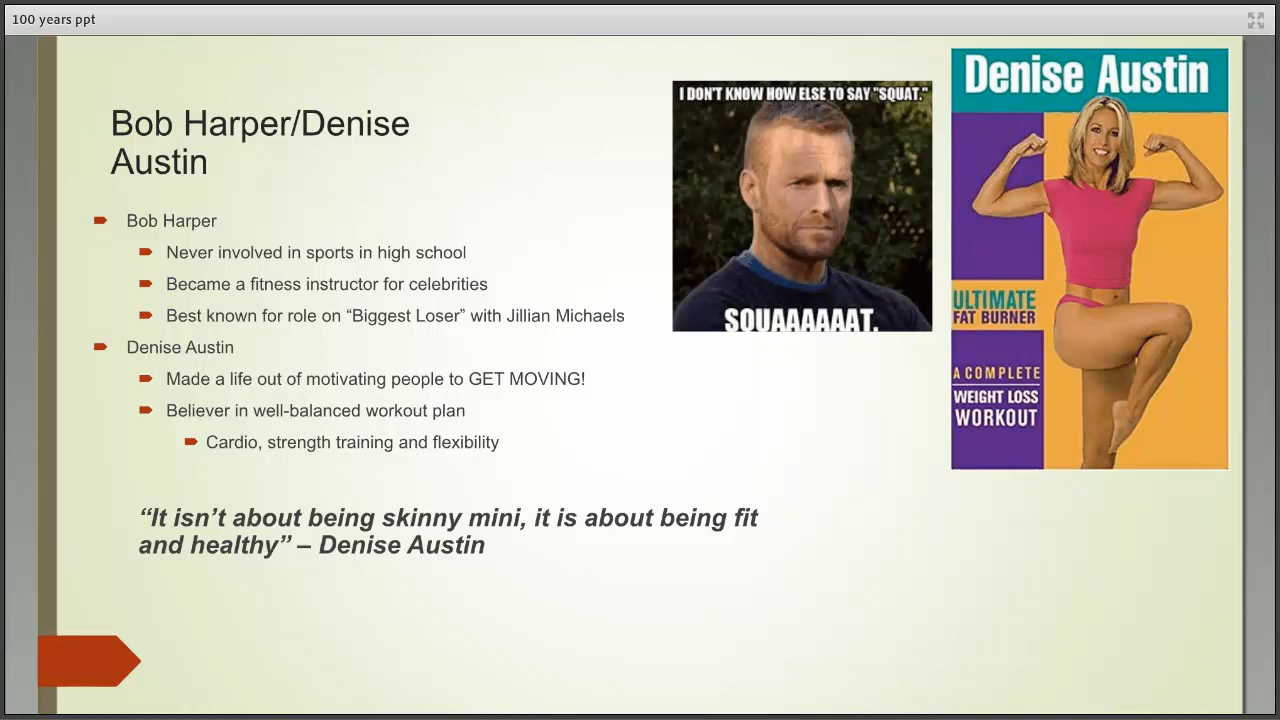 100 years ppt
Bob Harper/Denise
Austin
Bob Harper
Never involved in sports in high school
Became a fitness instructor for celebrities
Best known for role on “Biggest Loser” with Jillian Michaels
Denise Austin
Made a life out of motivating people to GET MOVING!
Believer in well-balanced workout plan
Cardio, strength training and flexibility
“It isn’t about being skinny mini, it is about being fit
and healthy” – Denise Austin
I DON'T KNOW HOW ELSE TO SAY "SQUAT."
SQUAAAAAAT.
Denise Austin
ULTIMATE
FAT BURNER
A COMPLETE
WEIGHT LOSS
WORKOUT